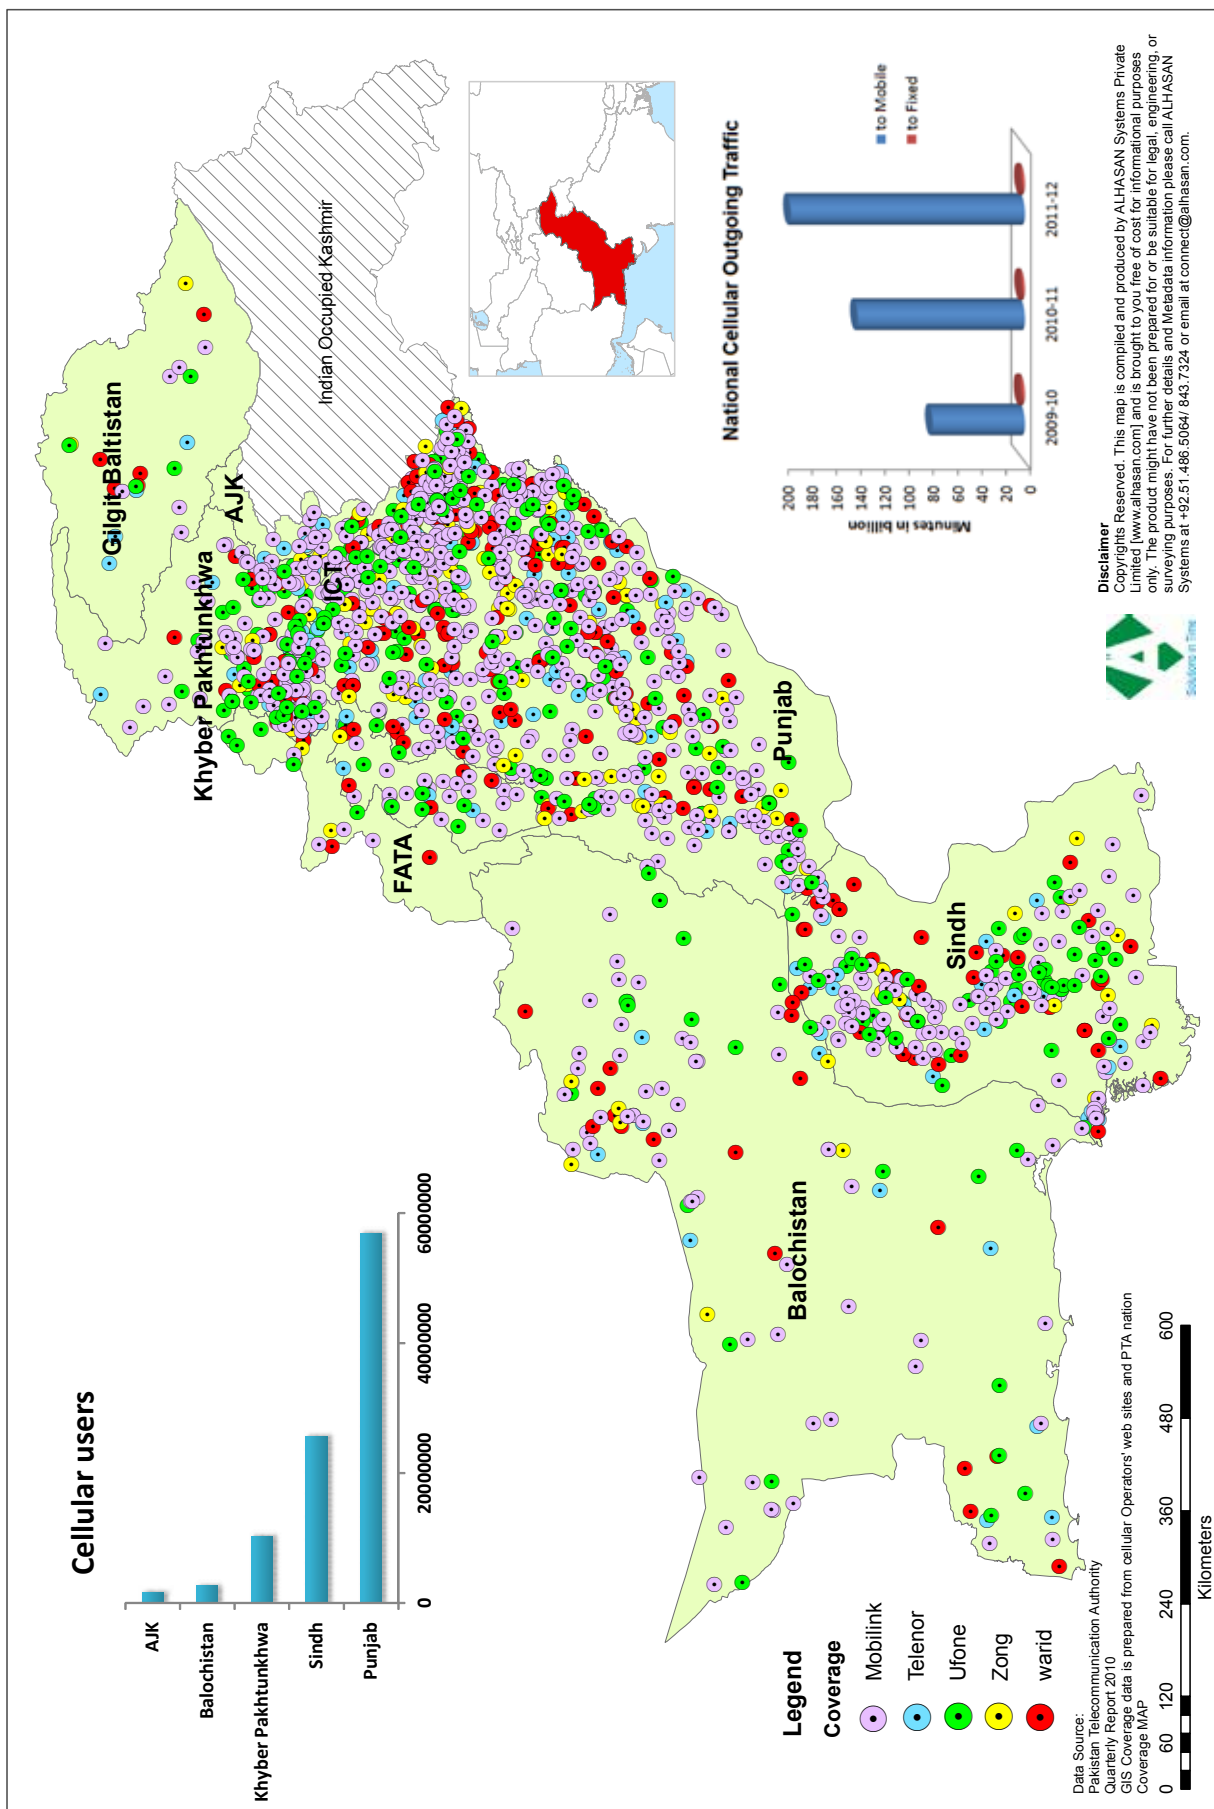 Cellular users
AJK
Balochistan
Khyber Pakhtunkhwa
Sindh
Punjab
0
20000000
40000000
60000000
Gilgit Baltistan
AJK
Khyber Pakhtunkhwa
ICT
FATA
Indian Occupied Kashmir
Punjab
Sindh
Balochistan
National Cellular Outgoing Traffic
Minutes in billion
200
180
160
140
120
100
80
60
40
20
0
2009-10
2010-11
2011-12
to Mobile
to Fixed
Legend
Coverage
Mobilink
Telenor
Ufone
Zong
warid
Data Source:
Pakistan Telecommunication Authority
Quarterly Report 2010
GIS Coverage data is prepared from cellular Operators' web sites and PTA nation
Coverage MAP
0 60 120 240 360 480 600
Kilometers
Solutions in Time
Disclaimer
Copyrights Reserved. This map is compiled and produced by ALHASAN Systems Private
Limited [www.alhasan.com] and is brought to you free of cost for informational purposes
only. The product might have not been prepared for or be suitable for legal, engineering, or
surveying purposes. For further details and Metadata information please call ALHASAN
Systems at +92.51.486.5064/ 843.7324 or email at connect@alhasan.com.